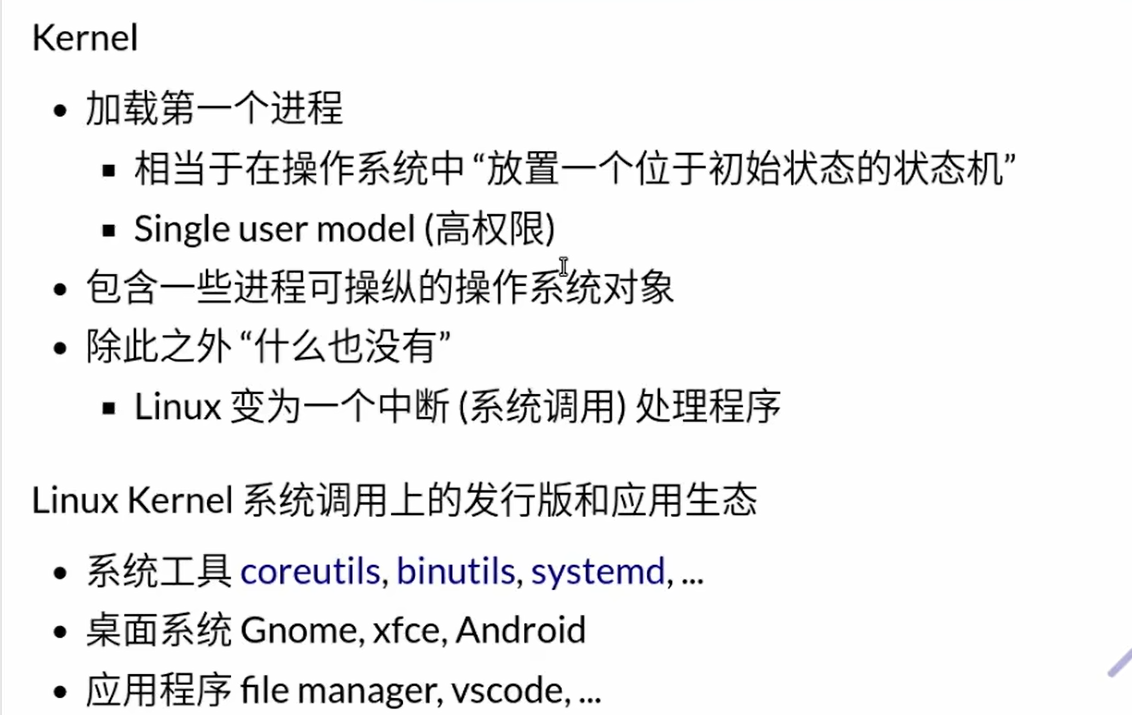 Kernel
• 加载第一个进程
▪ 相当于在操作系统中 “放置一个位于初始状态的状态机”
▪ Single user model (高权限)
• 包含一些进程可操纵的操作系统对象
• 除此之外 “什么也没有”
▪ Linux 变为一个中断 (系统调用) 处理程序
Linux Kernel 系统调用上的发行版和应用生态
• 系统工具 coreutils, binutils, systemd, ...
• 桌面系统 Gnome, xfce, Android
• 应用程序 file manager, vscode, ...